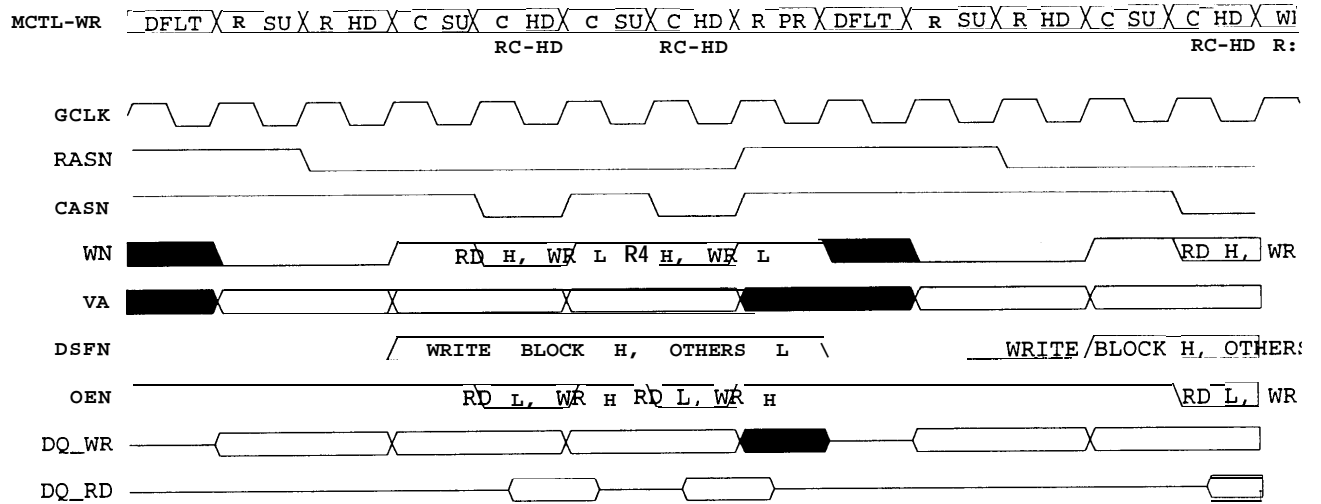 MCTL-WR DFLT R SU R HD C SU C HD C SU C HD R PR DFLT R SU R HD C SU C HD
RC-HD RC-HD RC-HD R:
GCLK
RASN
CASN
WN RD H, WR L R4 H, WR L RD H, WR
VA
DSFN WRITE BLOCK H, OTHERS L WRITE BLOCK H, OTHERS
OEN RD L, WR H RD L, WR H RD L, WR
DQ_WR
DQ_RD